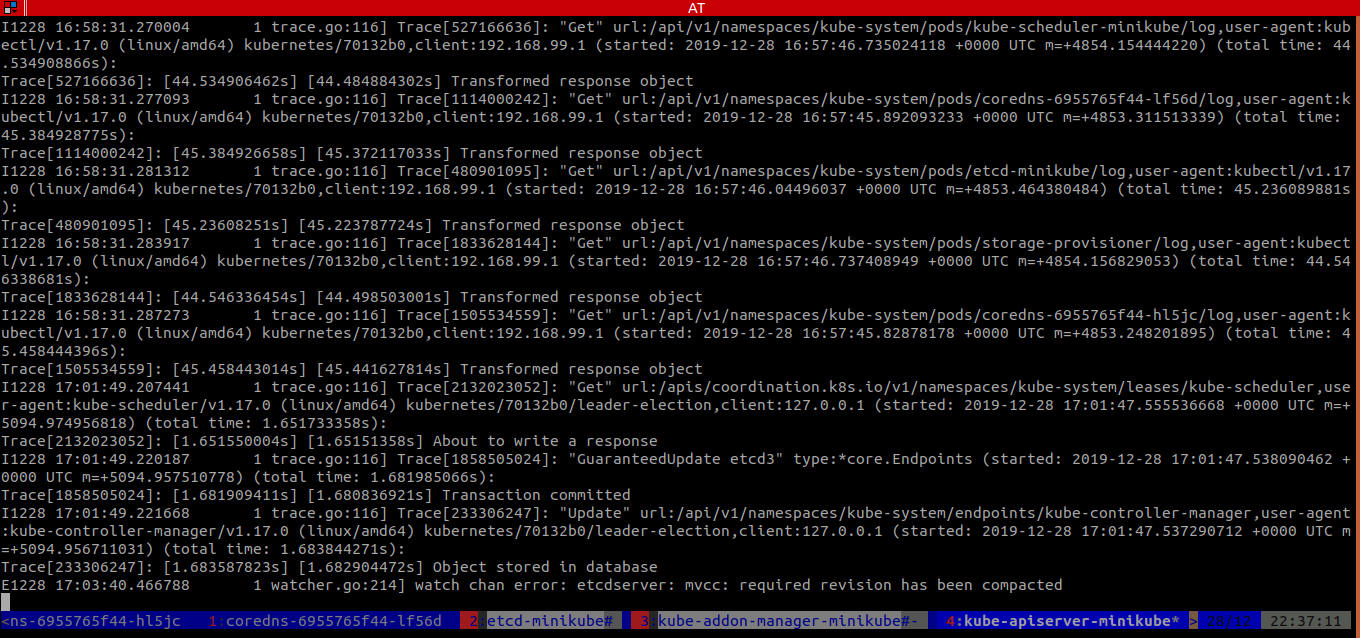 AT
I1228 16:58:31.270004       1 trace.go:116] Trace[527166636]: "Get" url:/api/v1/namespaces/kube-system/pods/kube-scheduler-minikube/log,user-agent:kub
ectl/v1.17.0 (linux/amd64) kubernetes/70132b0,client:192.168.99.1 (started: 2019-12-28 16:57:46.735024118 +0000 UTC m=+4854.154444220) (total time: 44
.534908866s):
Trace[527166636]: [44.534906462s] [44.484884302s] Transformed response object
I1228 16:58:31.277093       1 trace.go:116] Trace[1114000242]: "Get" url:/api/v1/namespaces/kube-system/pods/coredns-6955765f44-lf56d/log,user-agent:k
ubectl/v1.17.0 (linux/amd64) kubernetes/70132b0,client:192.168.99.1 (started: 2019-12-28 16:57:45.892093233 +0000 UTC m=+4853.311513339) (total time:
45.384928775s):
Trace[1114000242]: [45.384926658s] [45.372117033s] Transformed response object
I1228 16:58:31.281312       1 trace.go:116] Trace[480901095]: "Get" url:/api/v1/namespaces/kube-system/pods/etcd-minikube/log,user-agent:kubectl/v1.17
.0 (linux/amd64) kubernetes/70132b0,client:192.168.99.1 (started: 2019-12-28 16:57:46.04496037 +0000 UTC m=+4853.464380484) (total time: 45.236089881s
):
Trace[480901095]: [45.23608251s] [45.223787724s] Transformed response object
I1228 16:58:31.283917       1 trace.go:116] Trace[1833628144]: "Get" url:/api/v1/namespaces/kube-system/pods/storage-provisioner/log,user-agent:kubect
l/v1.17.0 (linux/amd64) kubernetes/70132b0,client:192.168.99.1 (started: 2019-12-28 16:57:46.737408949 +0000 UTC m=+4854.156829053) (total time: 44.54
6338681s):
Trace[1833628144]: [44.546336454s] [44.498503001s] Transformed response object
I1228 16:58:31.287273       1 trace.go:116] Trace[1505534559]: "Get" url:/api/v1/namespaces/kube-system/pods/coredns-6955765f44-hl5jc/log,user-agent:k
ubectl/v1.17.0 (linux/amd64) kubernetes/70132b0,client:192.168.99.1 (started: 2019-12-28 16:57:45.82878178 +0000 UTC m=+4853.248201895) (total time: 4
5.458444396s):
Trace[1505534559]: [45.458443014s] [45.441627814s] Transformed response object
I1228 17:01:49.207441       1 trace.go:116] Trace[2132023052]: "Get" url:/apis/coordination.k8s.io/v1/namespaces/kube-system/leases/kube-scheduler,use
r-agent:kube-scheduler/v1.17.0 (linux/amd64) kubernetes/70132b0/leader-election,client:127.0.0.1 (started: 2019-12-28 17:01:47.555536668 +0000 UTC m=+
5094.974956818) (total time: 1.651733358s):
Trace[2132023052]: [1.651550004s] [1.65151358s] About to write a response
I1228 17:01:49.220187       1 trace.go:116] Trace[1858505024]: "GuaranteedUpdate etcd3" type:*core.Endpoints (started: 2019-12-28 17:01:47.538090462 +
0000 UTC m=+5094.957510778) (total time: 1.681985066s):
Trace[1858505024]: [1.681909411s] [1.680836921s] Transaction committed
I1228 17:01:49.221668       1 trace.go:116] Trace[233306247]: "Update" url:/api/v1/namespaces/kube-system/endpoints/kube-controller-manager,user-agent
:kube-controller-manager/v1.17.0 (linux/amd64) kubernetes/70132b0/leader-election,client:127.0.0.1 (started: 2019-12-28 17:01:47.537290712 +0000 UTC m
=+5094.956711031) (total time: 1.683844271s):
Trace[233306247]: [1.683587823s] [1.682904472s] Object stored in database
E1228 17:03:40.466788       1 watcher.go:214] watch chan error: etcdserver: mvcc: required revision has been compacted
<ns-6955765f44-hl5jc  1:coredns-6955765f44-lf56d  2:etcd-minikube#  3:kube-addon-manager-minikube#-  4:kube-apiserver-minikube* > 28/12 22:37:11